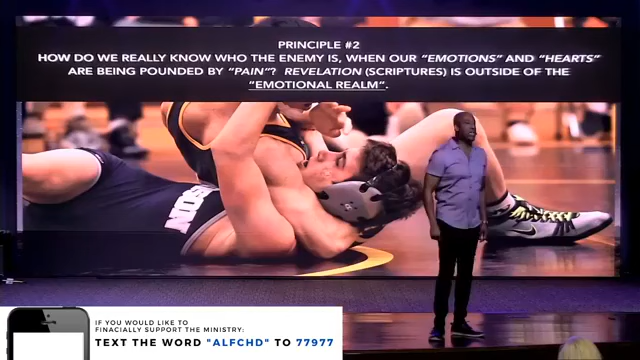 PRINCIPLE #2
HOW DO WE REALLY KNOW WHO THE ENEMY IS, WHEN OUR "EMOTIONS" AND "HEARTS"
ARE BEING POUNDED BY "PAIN"? REVELATION (SCRIPTURES) IS OUTSIDE OF THE
"EMOTIONAL REALM".
SON
IF YOU WOULD LIKE TO
FINACIALLY SUPPORT THE MINISTRY:
TEXT THE WORD "ALFCHD" TO 77977